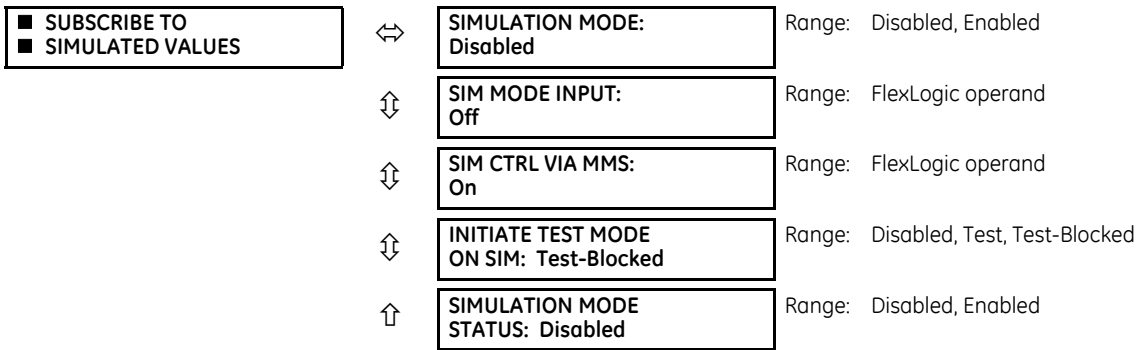 ■ SUBSCRIBE TO
■ SIMULATED VALUES
SIMULATION MODE:
Disabled
Range: Disabled, Enabled
SIM MODE INPUT:
Off
Range: FlexLogic operand
SIM CTRL VIA MMS:
On
Range: FlexLogic operand
INITIATE TEST MODE
ON SIM: Test-Blocked
Range: Disabled, Test, Test-Blocked
SIMULATION MODE
STATUS: Disabled
Range: Disabled, Enabled